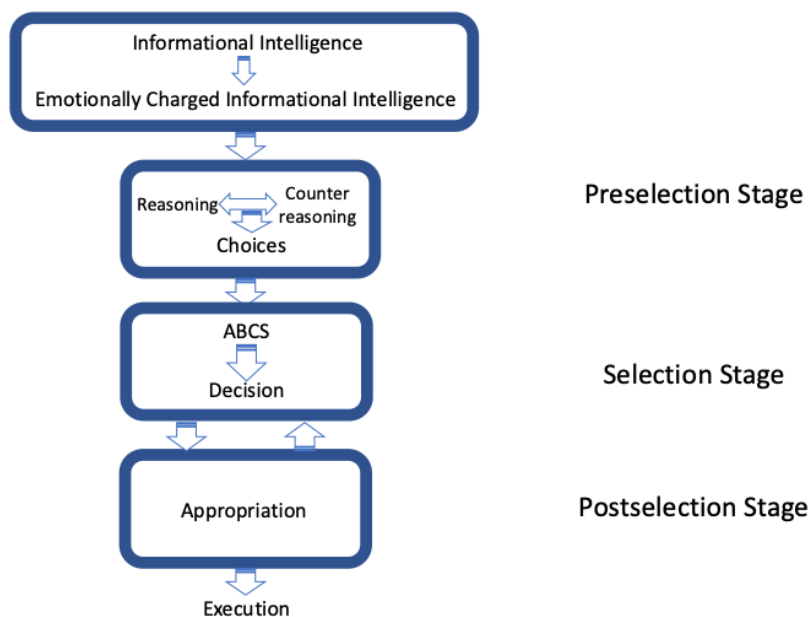 Informational Intelligence
Emotionally Charged Informational Intelligence
Reasoning
Counter
reasoning
Choices
Preselection Stage
ABCS
Decision
Selection Stage
Appropriation
Postselection Stage
Execution